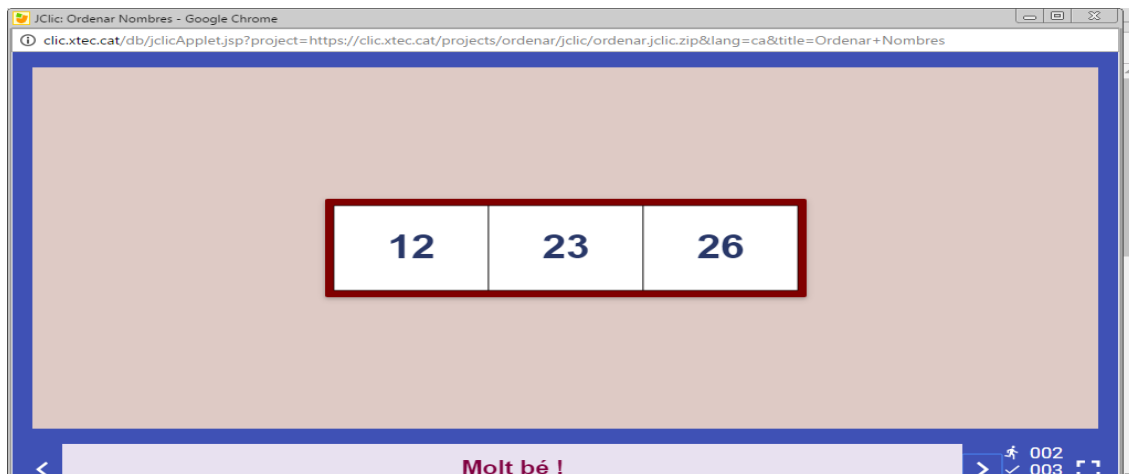 JClic: Ordenar Nombres - Google Chrome
clic.xtec.cat/db/jclicApplet.jsp?project=https://clic.xtec.cat/projects/ordenar/jclic/ordenar.jclic.zip&lang=ca&title=Ordenar+Nombres
12 23 26
002
Molt bé !
003